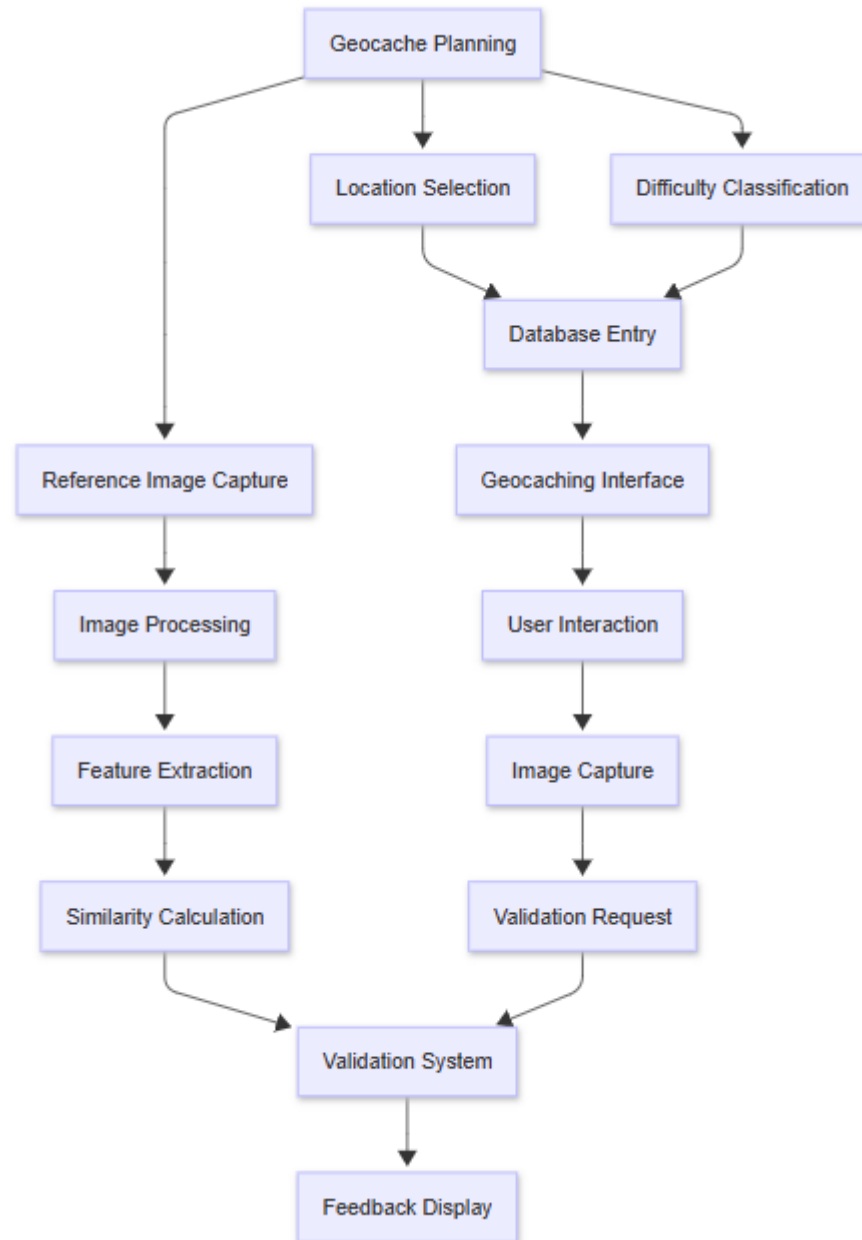 Geocache Planning
Location Selection
Difficulty Classification
Database Entry
Reference Image Capture
Geocaching Interface
Image Processing
User Interaction
Feature Extraction
Image Capture
Similarity Calculation
Validation Request
Validation System
Feedback Display